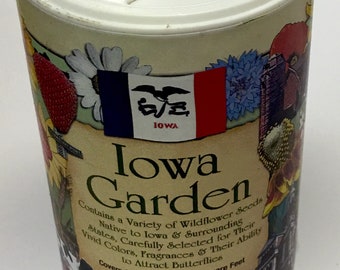 IOWA
Iowa
Garden
Contains a Variety of Wildflower Seeds
Native to Iowa & Surrounding
States, Carefully Selected for Their
Vivid Colors, Fragrances & Their Ability
to Attract Butterflies
Feet